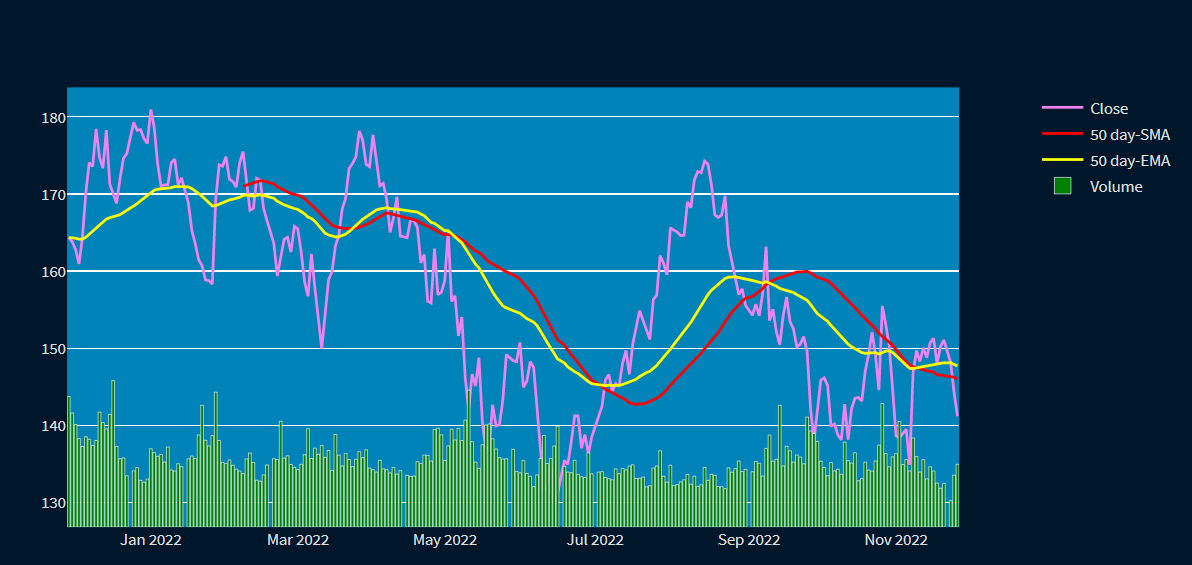 180
170
160
150
140
130
Jan 2022
Mar 2022
May 2022
Jul 2022
Sep 2022
Nov 2022
Close
50 day-SMA
50 day-EMA
Volume